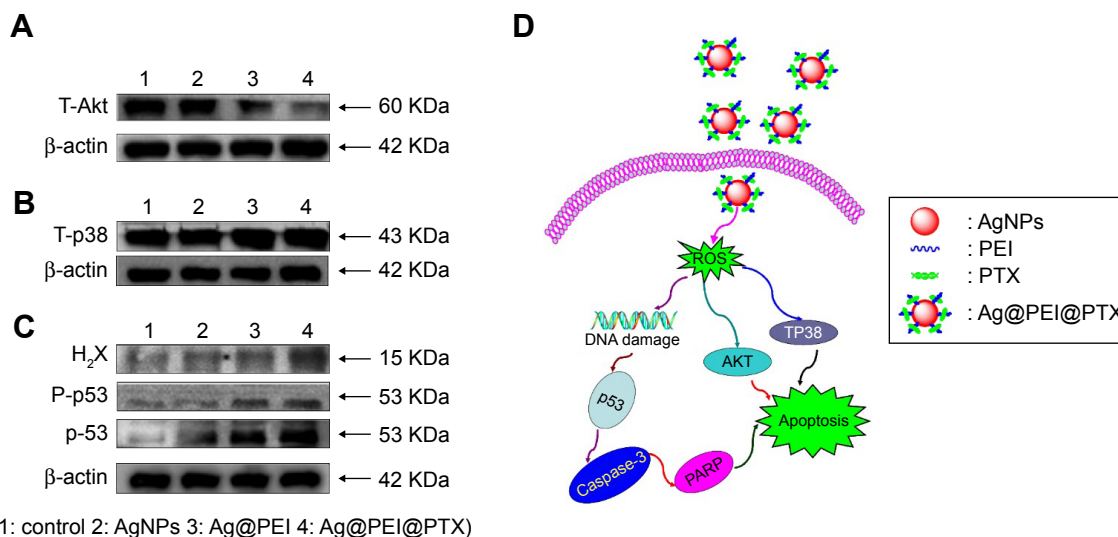 A
1 2 3 4
T-Akt 60 KDa
β-actin 42 KDa
B
1 2 3 4
T-p38 43 KDa
β-actin 42 KDa
C
1 2 3 4
H₂X 15 KDa
P-p53 53 KDa
p-53 53 KDa
β-actin 42 KDa
1: control 2: AgNPs 3: Ag@PEI 4: Ag@PEI@PTX)
D
ROS
DNA damage
TP38
AKT
p53
Apoptosis
Caspase-3
PARP
: AgNPs
: PEI
: PTX
: Ag@PEI@PTX